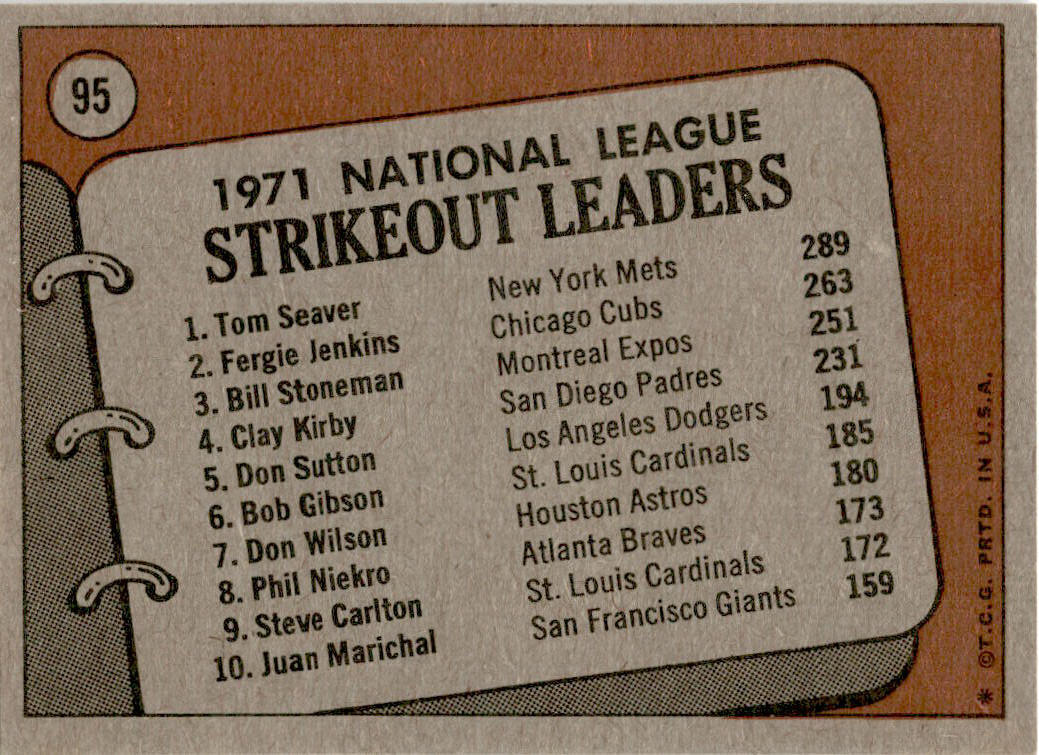 95
1971 NATIONAL LEAGUE
STRIKEOUT LEADERS
1. Tom Seaver New York Mets 289
2. Fergie Jenkins Chicago Cubs 263
3. Bill Stoneman Montreal Expos 251
4. Clay Kirby San Diego Padres 231
5. Don Sutton Los Angeles Dodgers 194
6. Bob Gibson St. Louis Cardinals 185
7. Don Wilson Houston Astros 180
8. Phil Niekro Atlanta Braves 173
9. Steve Carlton St. Louis Cardinals 172
10. Juan Marichal San Francisco Giants 159
* ©T.C.G. PRTD. IN U.S.A.